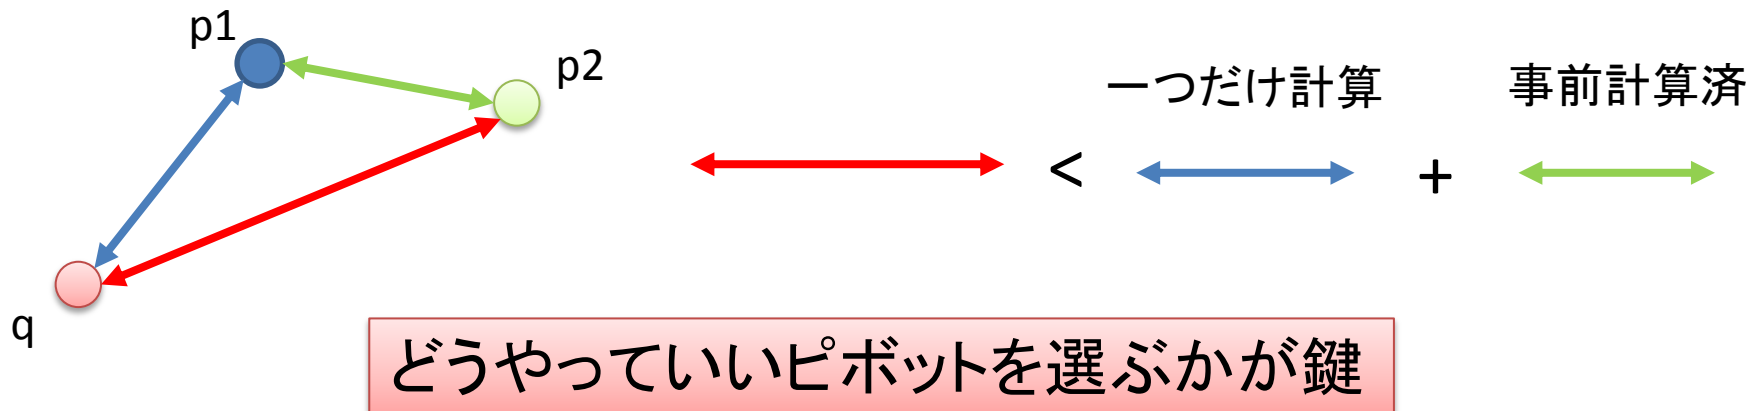 p1
p2
q
一つだけ計算
事前計算済
< +
どうやっていいピボットを選ぶかが鍵